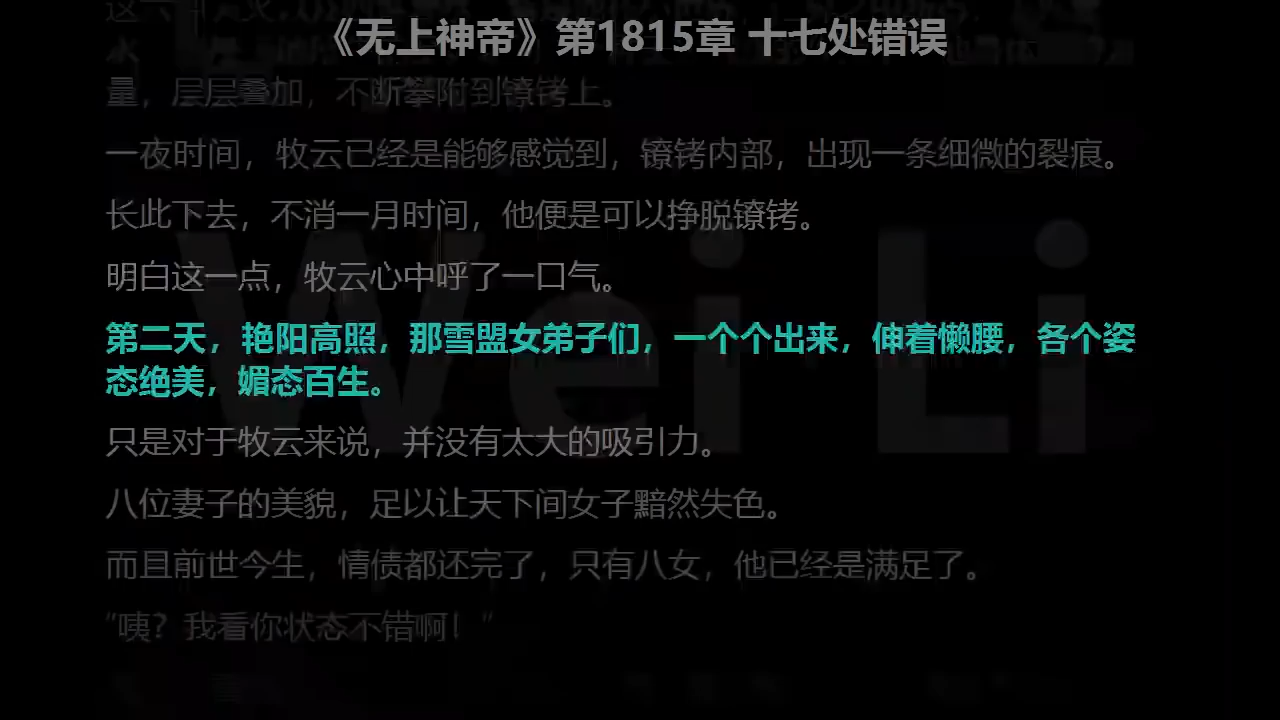 《无上神帝》第1815章 十七处错误
量，层层叠加，不断攀附到镣铐上。
一夜时间，牧云已经是能够感觉到，镣铐内部，出现一条细微的裂痕。
长此下去，不消一月时间，他便是可以挣脱镣铐。
明白这一点，牧云心中呼了一口气。
第二天，艳阳高照，那雪盟女弟子们，一个个出来，伸着懒腰，各个姿
态绝美，媚态百生。
只是对于牧云来说，并没有太大的吸引力。
八位妻子的美貌，足以让天下间女子黯然失色。
而且前世今生，情债都还完了，只有八女，他已经是满足了。
“咦？我看你状态不错啊！”
Wei Li